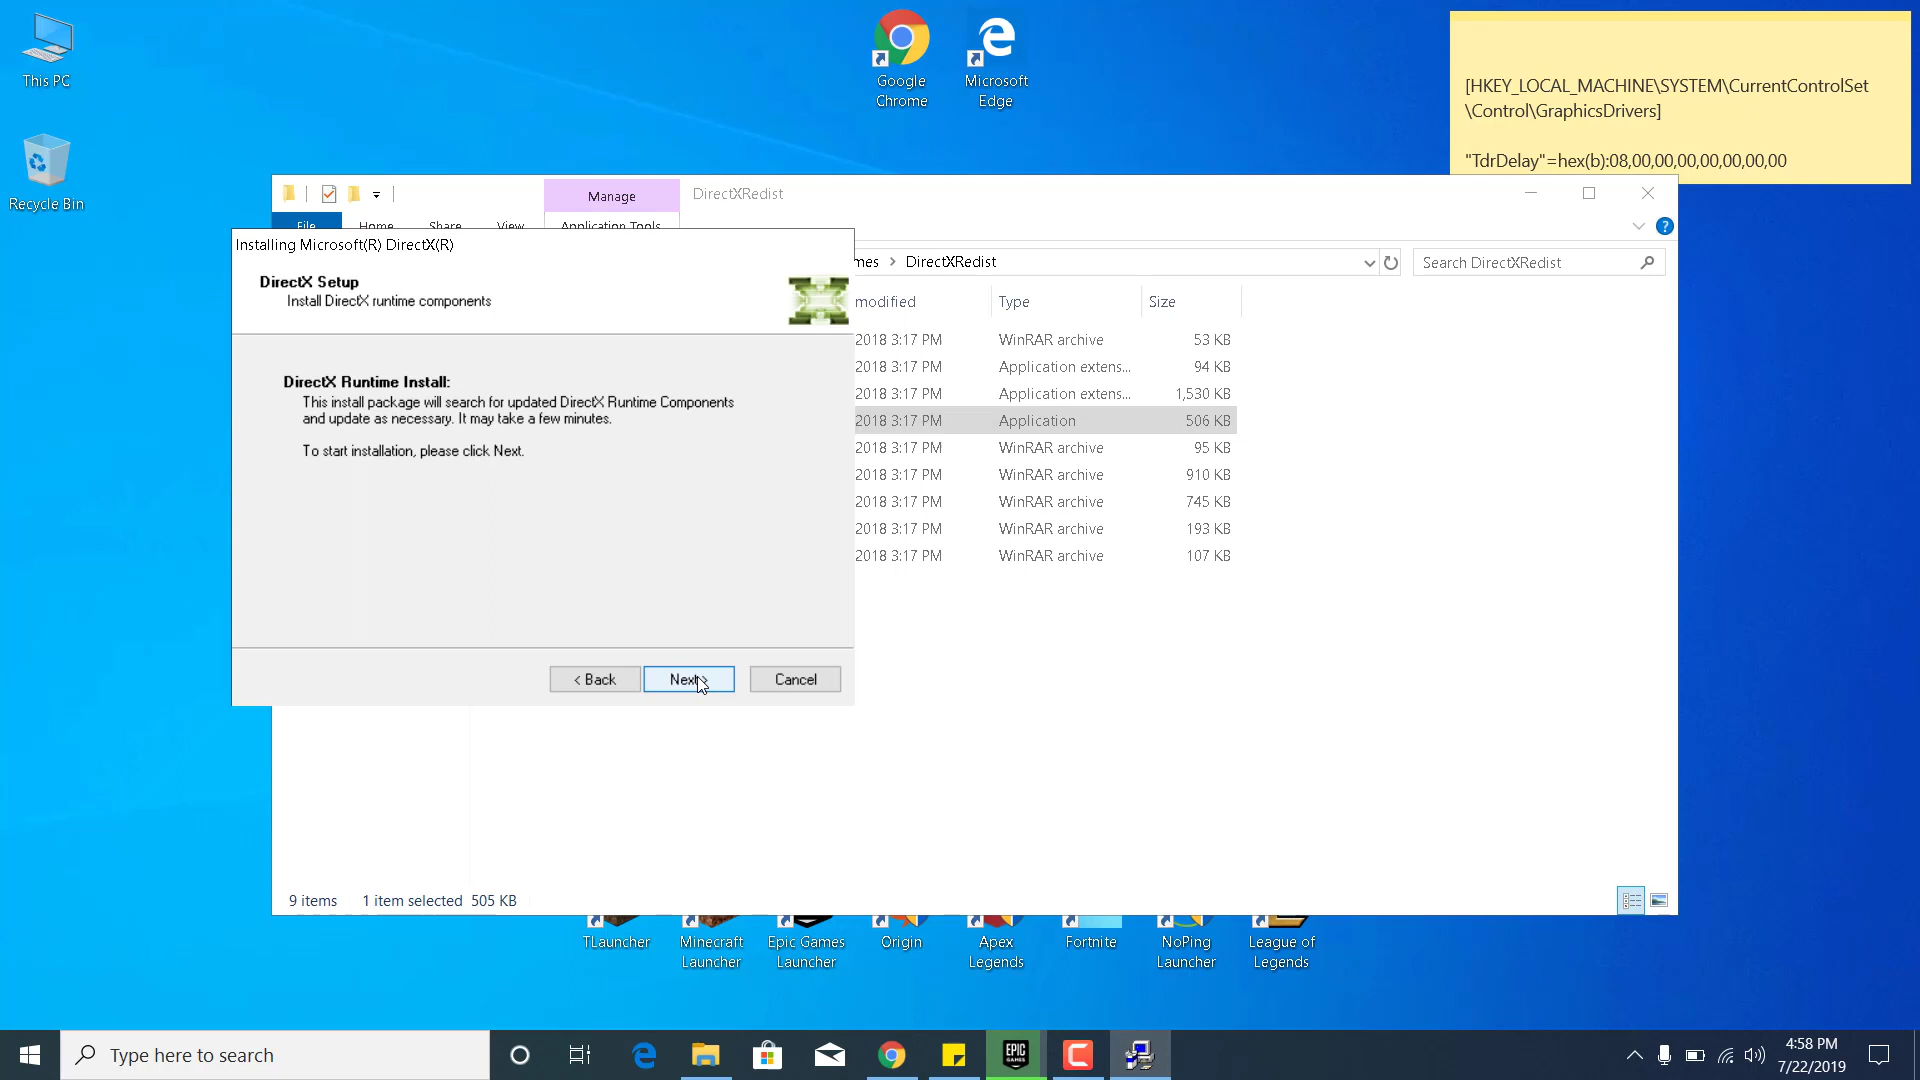 This PC
Recycle Bin
Google
Chrome
Microsoft
Edge
[HKEY_LOCAL_MACHINE\SYSTEM\CurrentControlSet
\Control\GraphicsDrivers]
"TdrDelay"=hex(b):08,00,00,00,00,00,00,00
Manage
DirectXRedist
File
Home
Share
View
Application Tools
DirectXRedist
Search DirectXRedist
Installing Microsoft(R) DirectX(R)
DirectX Setup
Install DirectX runtime components
DirectX Runtime Install:
This install package will search for updated DirectX Runtime Components
and update as necessary. It may take a few minutes.
To start installation, please click Next.
< Back
Next
Cancel
modified Type Size
2018 3:17 PM WinRAR archive 53 KB
2018 3:17 PM Application extens... 94 KB
2018 3:17 PM Application extens... 1,530 KB
2018 3:17 PM Application 506 KB
2018 3:17 PM WinRAR archive 95 KB
2018 3:17 PM WinRAR archive 910 KB
2018 3:17 PM WinRAR archive 745 KB
2018 3:17 PM WinRAR archive 193 KB
2018 3:17 PM WinRAR archive 107 KB
9 items 1 item selected 505 KB
TLauncher
Minecraft
Launcher
Epic Games
Launcher
Origin
Apex
Legends
Fortnite
NoPing
Launcher
League of
Legends
Type here to search
EPIC
GAMES
4:58 PM
7/22/2019